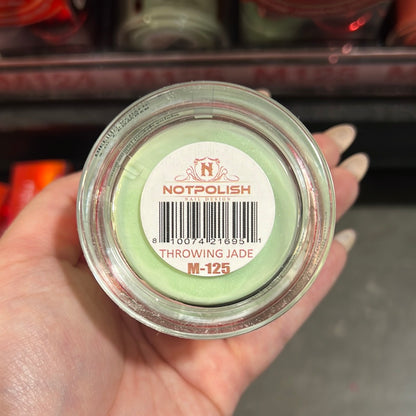 N
NOTPOLISH
NAIL DESIGN
8 10074 21695 1
THROWING JADE
M-125